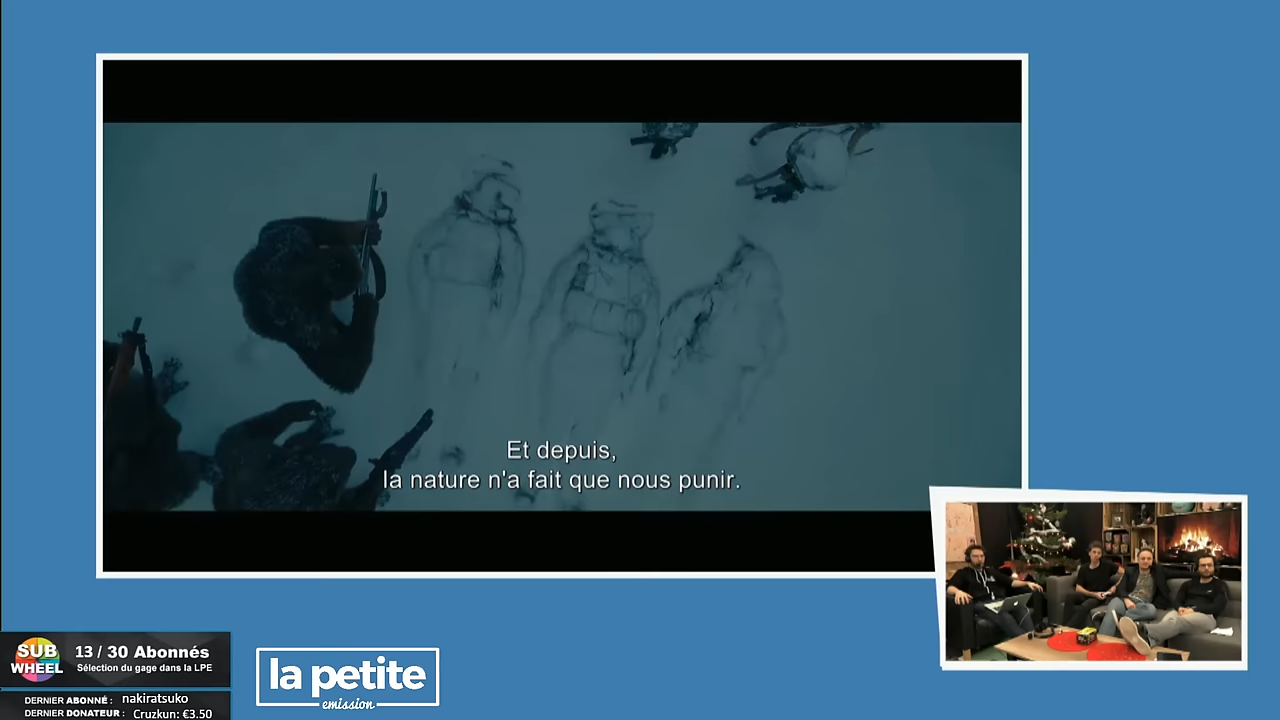 Et depuis,
la nature n'a fait que nous punir.
SUB
WHEEL
13 / 30 Abonnés
Sélection du gage dans la LPE
DERNIER ABONNÉ : nakiratsuko
DERNIER DONATEUR : Cruzkun: €3.50
la petite
emission